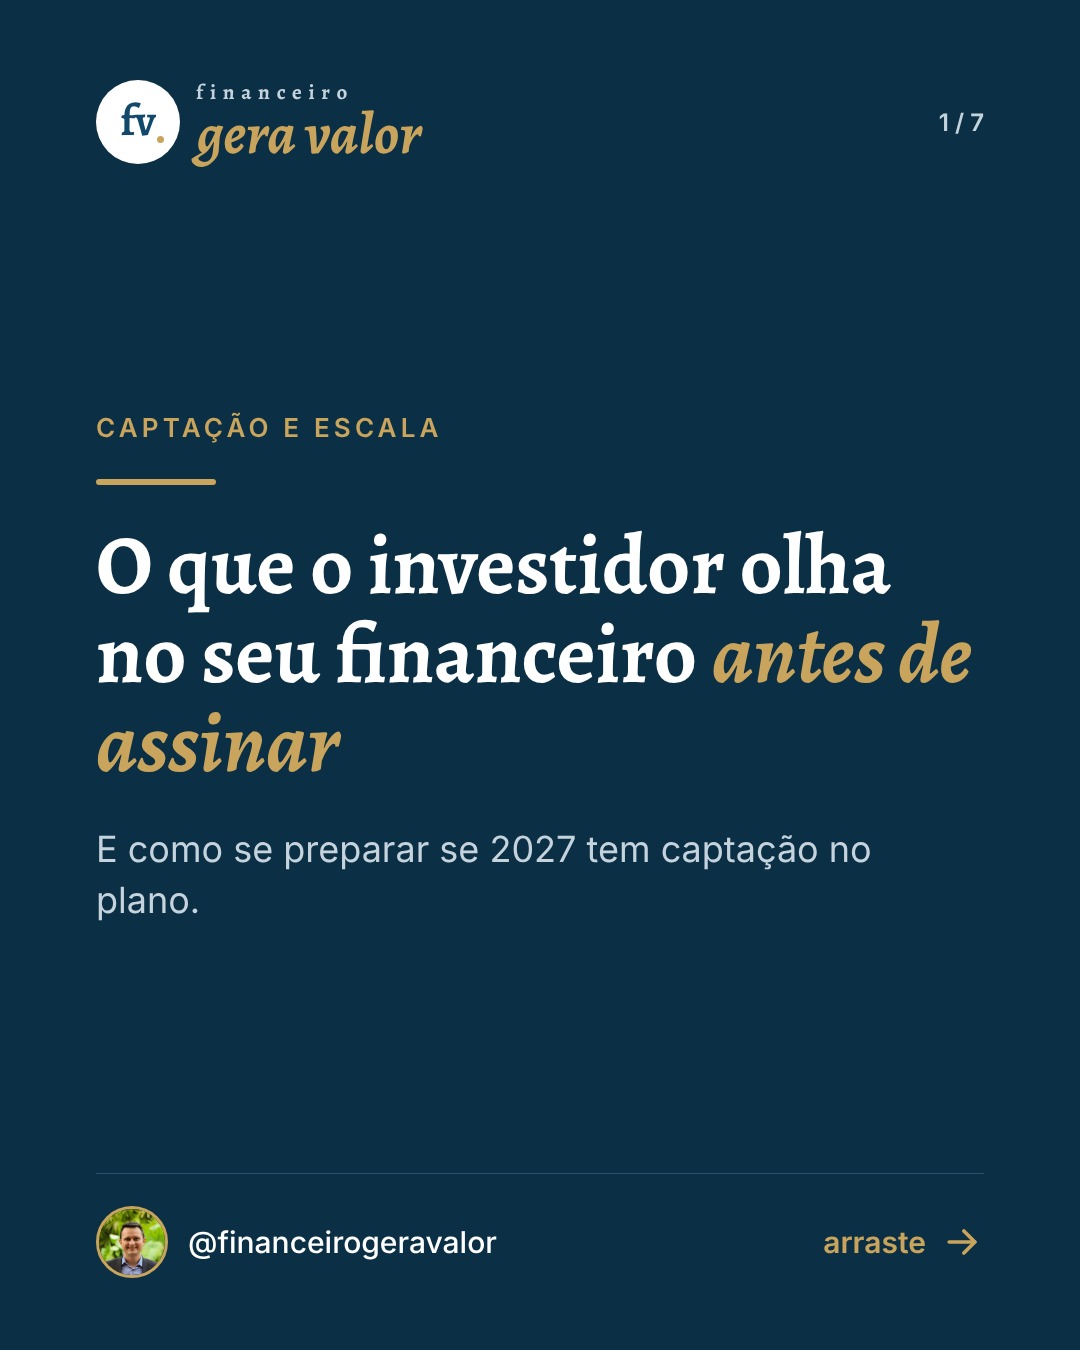 fv.
financeiro
gera valor
1/7
CAPTAÇÃO E ESCALA
O que o investidor olha
no seu financeiro antes de
assinar
E como se preparar se 2027 tem captação no
plano.
@financeirogeravalor
arraste →